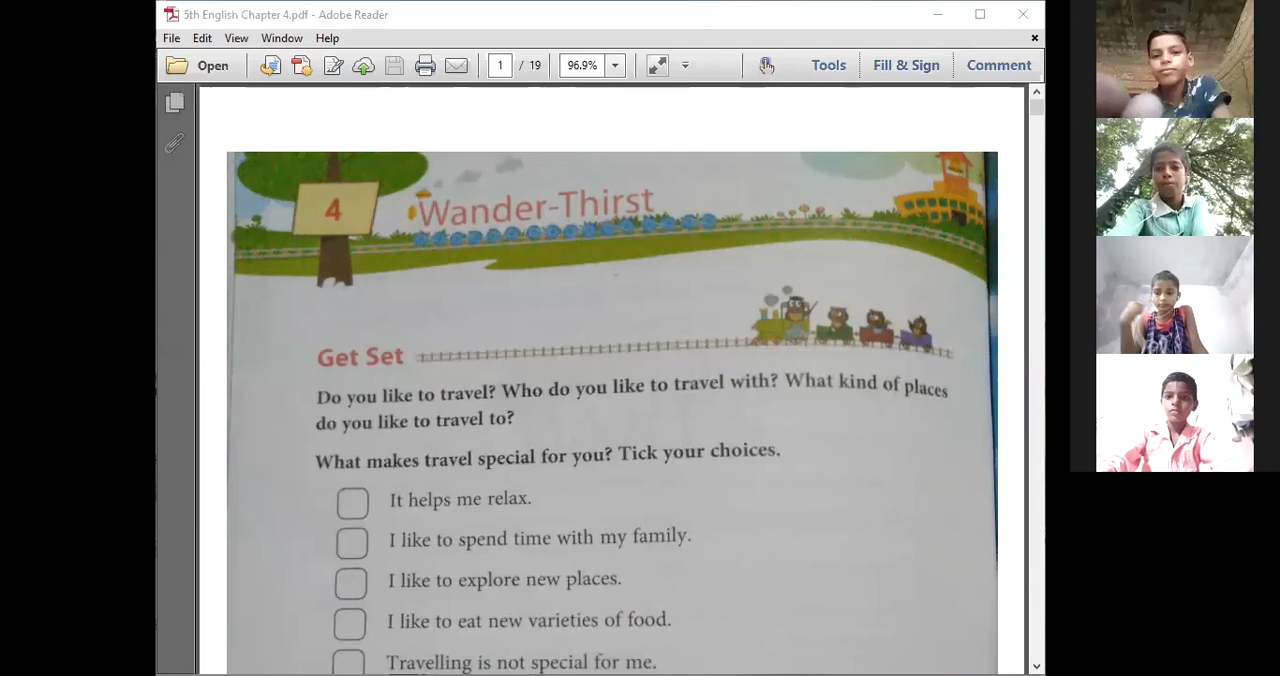 5th English Chapter 4.pdf - Adobe Reader
File Edit View Window Help
Open 1 / 19 96.9% Tools Fill & Sign Comment
4
Wander-Thirst
Get Set
Do you like to travel? Who do you like to travel with? What kind of places
do you like to travel to?
What makes travel special for you? Tick your choices.
It helps me relax.
I like to spend time with my family.
I like to explore new places.
I like to eat new varieties of food.
Travelling is not special for me.